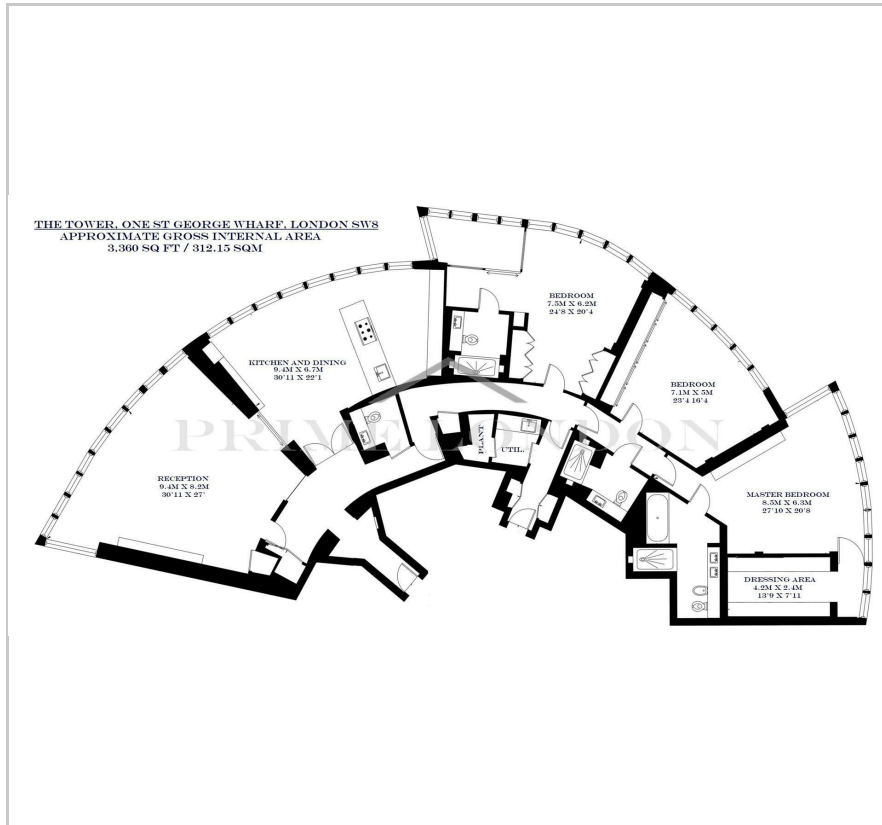 THE TOWER, ONE ST GEORGE WHARF, LONDON SW8
APPROXIMATE GROSS INTERNAL AREA
3,360 SQ FT / 312.15 SQM
BEDROOM
7.5M X 6.2M
24'8 X 20'4
KITCHEN AND DINING
9.4M X 6.7M
30'11 X 22'1
BEDROOM
7.1M X 5M
23'4 16'4
PRIME LONDON
PLANT
UTIL.
RECEPTION
9.4M X 8.2M
30'11 X 27'
MASTER BEDROOM
8.5M X 6.3M
27'10 X 20'8
DRESSING AREA
4.2M X 2.4M
13'9 X 7'11